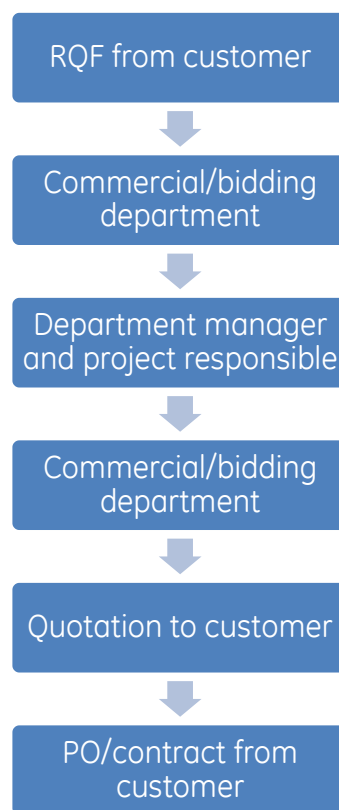 RQF from customer
Commercial/bidding
department
Department manager
and project responsible
Commercial/bidding
department
Quotation to customer
PO/contract from
customer